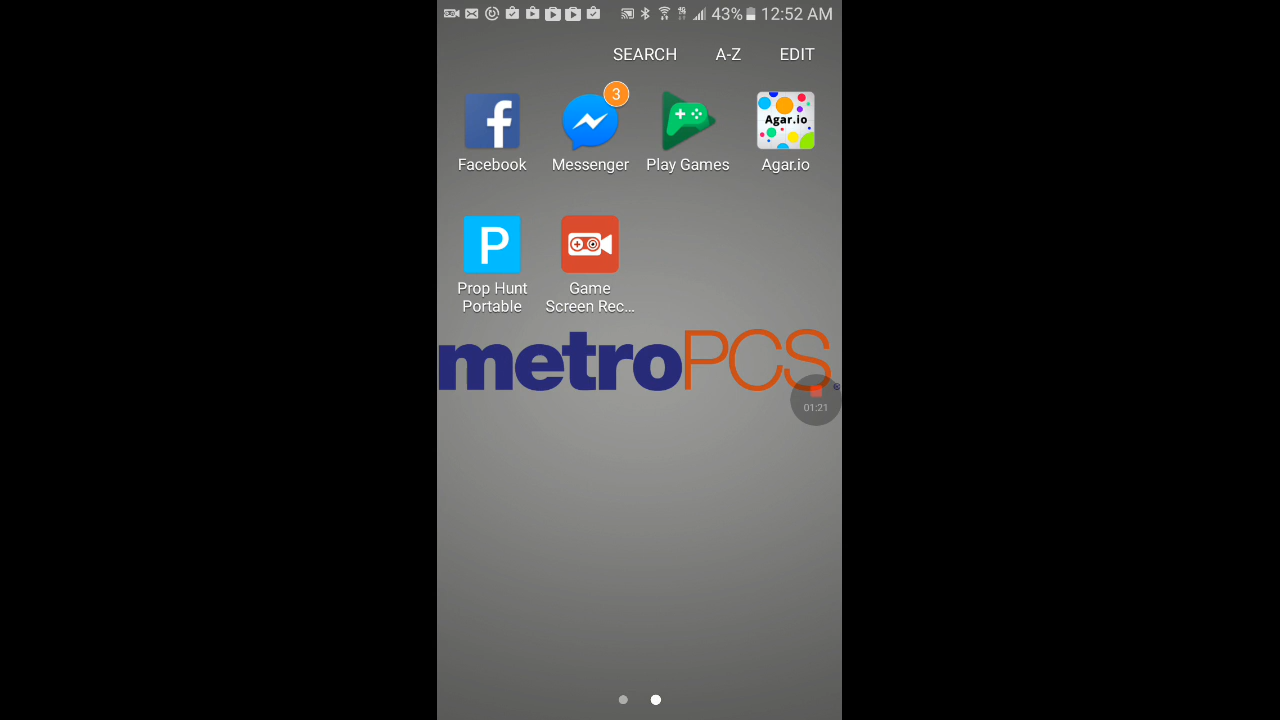 43% 12:52 AM
SEARCH A-Z EDIT
3
f
Agar.io
Facebook Messenger Play Games Agar.io
P
Prop Hunt Game
Portable Screen Rec...
metroPCS
®
01:21